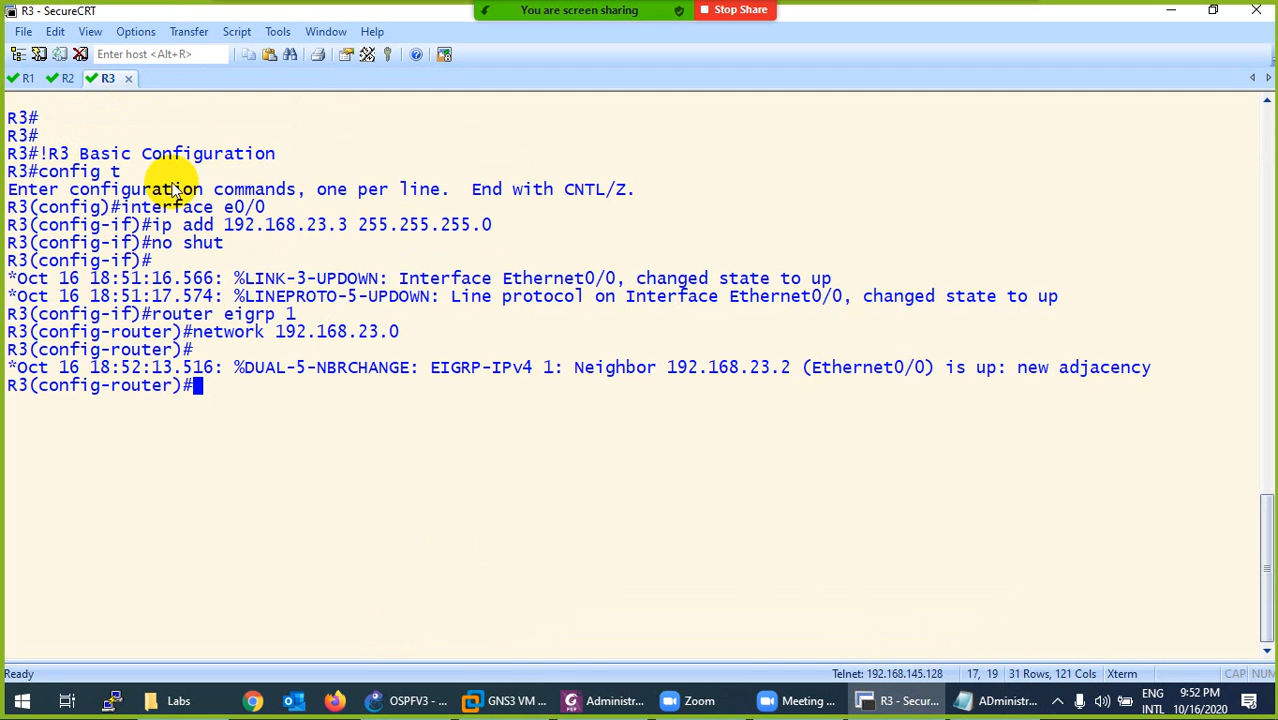 R3 - SecureCRT
You are screen sharing
Stop Share
File Edit View Options Transfer Script Tools Window Help
Enter host <Alt+R>
R1 R2 R3
R3#
R3#
R3#!R3 Basic Configuration
R3#config t
Enter configuration commands, one per line.  End with CNTL/Z.
R3(config)#interface e0/0
R3(config-if)#ip add 192.168.23.3 255.255.255.0
R3(config-if)#no shut
R3(config-if)#
*Oct 16 18:51:16.566: %LINK-3-UPDOWN: Interface Ethernet0/0, changed state to up
*Oct 16 18:51:17.574: %LINEPROTO-5-UPDOWN: Line protocol on Interface Ethernet0/0, changed state to up
R3(config-if)#router eigrp 1
R3(config-router)#network 192.168.23.0
R3(config-router)#
*Oct 16 18:52:13.516: %DUAL-5-NBRCHANGE: EIGRP-IPv4 1: Neighbor 192.168.23.2 (Ethernet0/0) is up: new adjacency
R3(config-router)#
Ready Telnet: 192.168.145.128 17, 19 31 Rows, 121 Cols Xterm CAP NUM
Labs OSPFV3 - ... GNS3 VM ... Administr... Zoom Meeting ... R3 - Secur... ADministr... ENG INTL 9:52 PM 10/16/2020